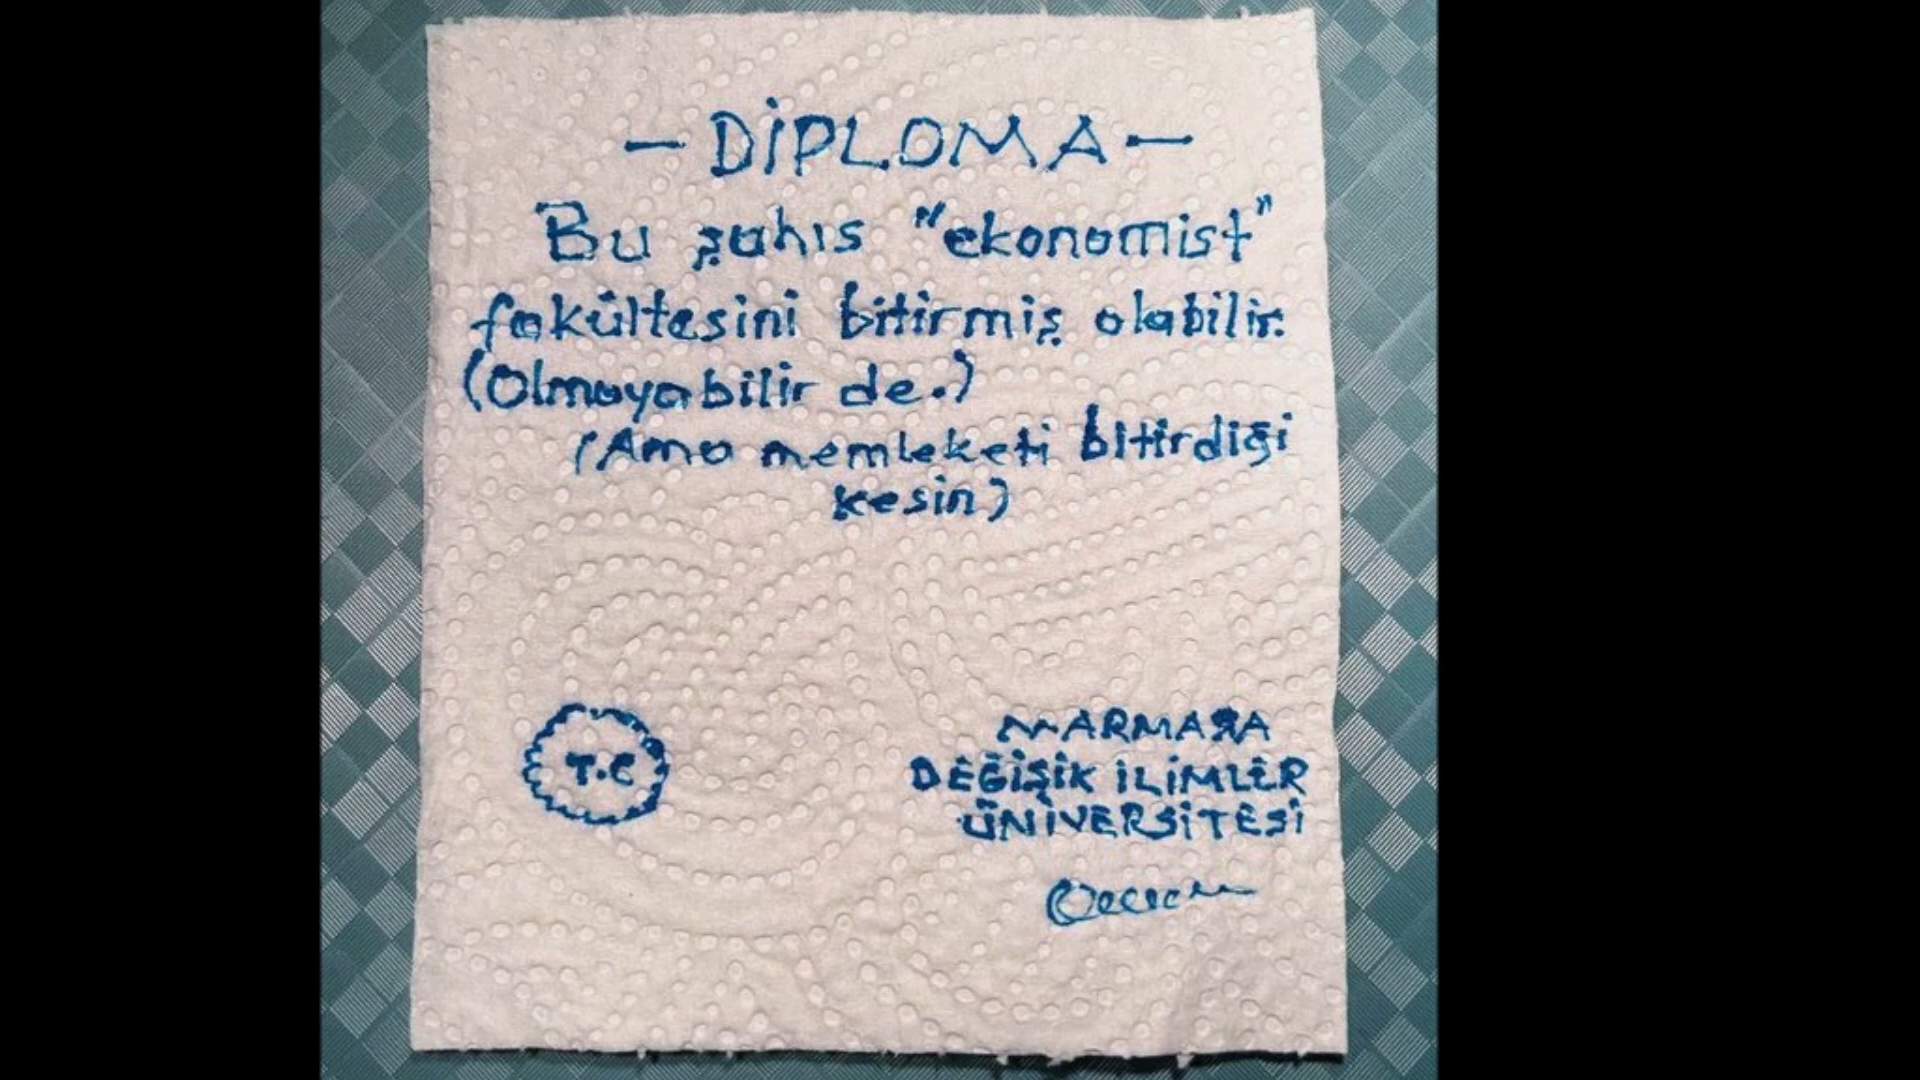 - DİPLOMA -
Bu şahıs "ekonomist"
fakültesini bitirmiş olabilir.
(Olmayabilir de.)
(Ama memleketi bitirdiği
kesin)
T.C
MARMARA
DEĞİŞİK İLİMLER
ÜNİVERSİTESİ